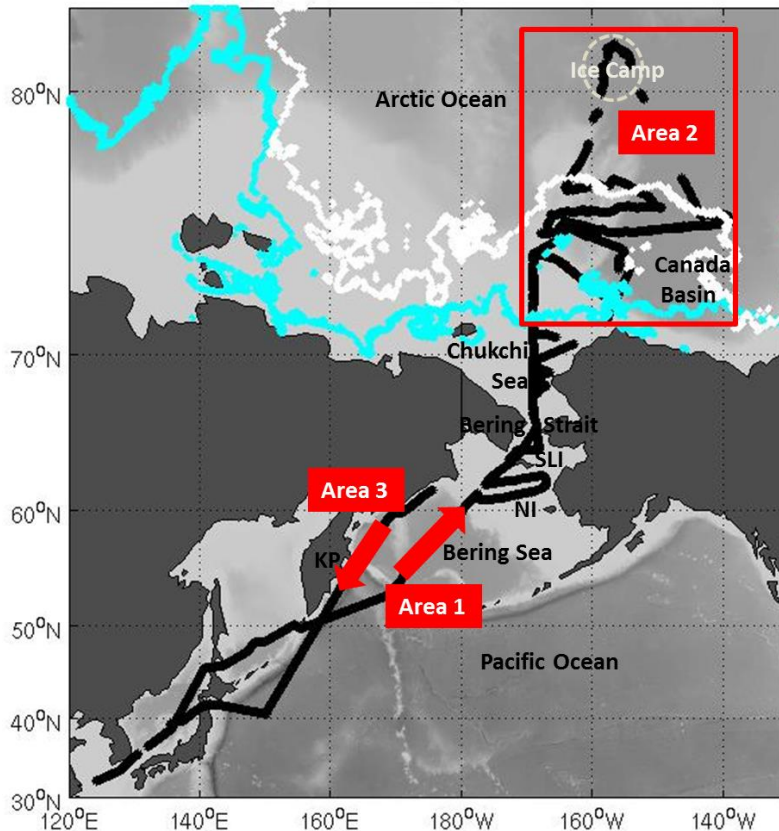 80°N
Arctic Ocean
Ice Camp
Area 2
Canada
Basin
70°N
Chukchi
Sea
Bering Strait
SLI
Area 3
60°N
NI
KP
Bering Sea
Area 1
50°N
Pacific Ocean
40°N
30°N
120°E
140°E
160°E
180°W
160°W
140°W